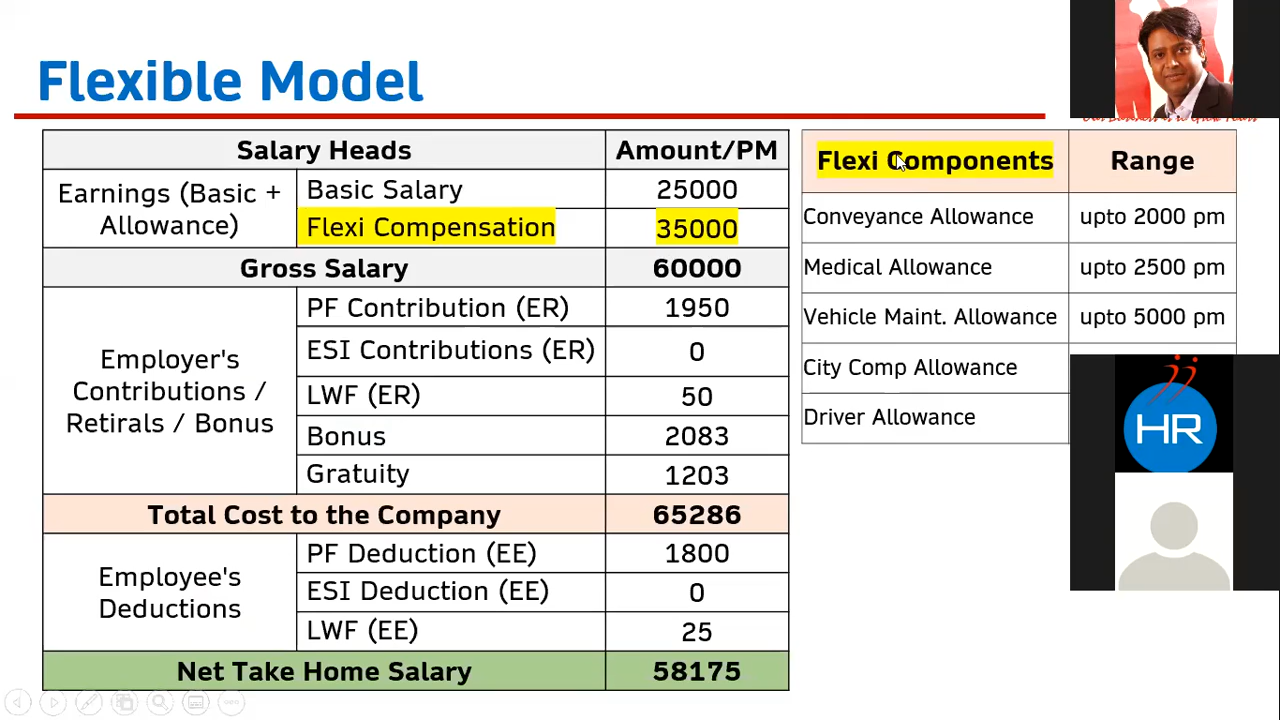 Flexible Model
Salary Heads Amount/PM
Earnings (Basic +
Allowance)
Basic Salary 25000
Flexi Compensation 35000
Gross Salary 60000
Employer's
Contributions /
Retirals / Bonus
PF Contribution (ER) 1950
ESI Contributions (ER) 0
LWF (ER) 50
Bonus 2083
Gratuity 1203
Total Cost to the Company 65286
Employee's
Deductions
PF Deduction (EE) 1800
ESI Deduction (EE) 0
LWF (EE) 25
Net Take Home Salary 58175
Flexi Components Range
Conveyance Allowance upto 2000 pm
Medical Allowance upto 2500 pm
Vehicle Maint. Allowance upto 5000 pm
City Comp Allowance
Driver Allowance
HR